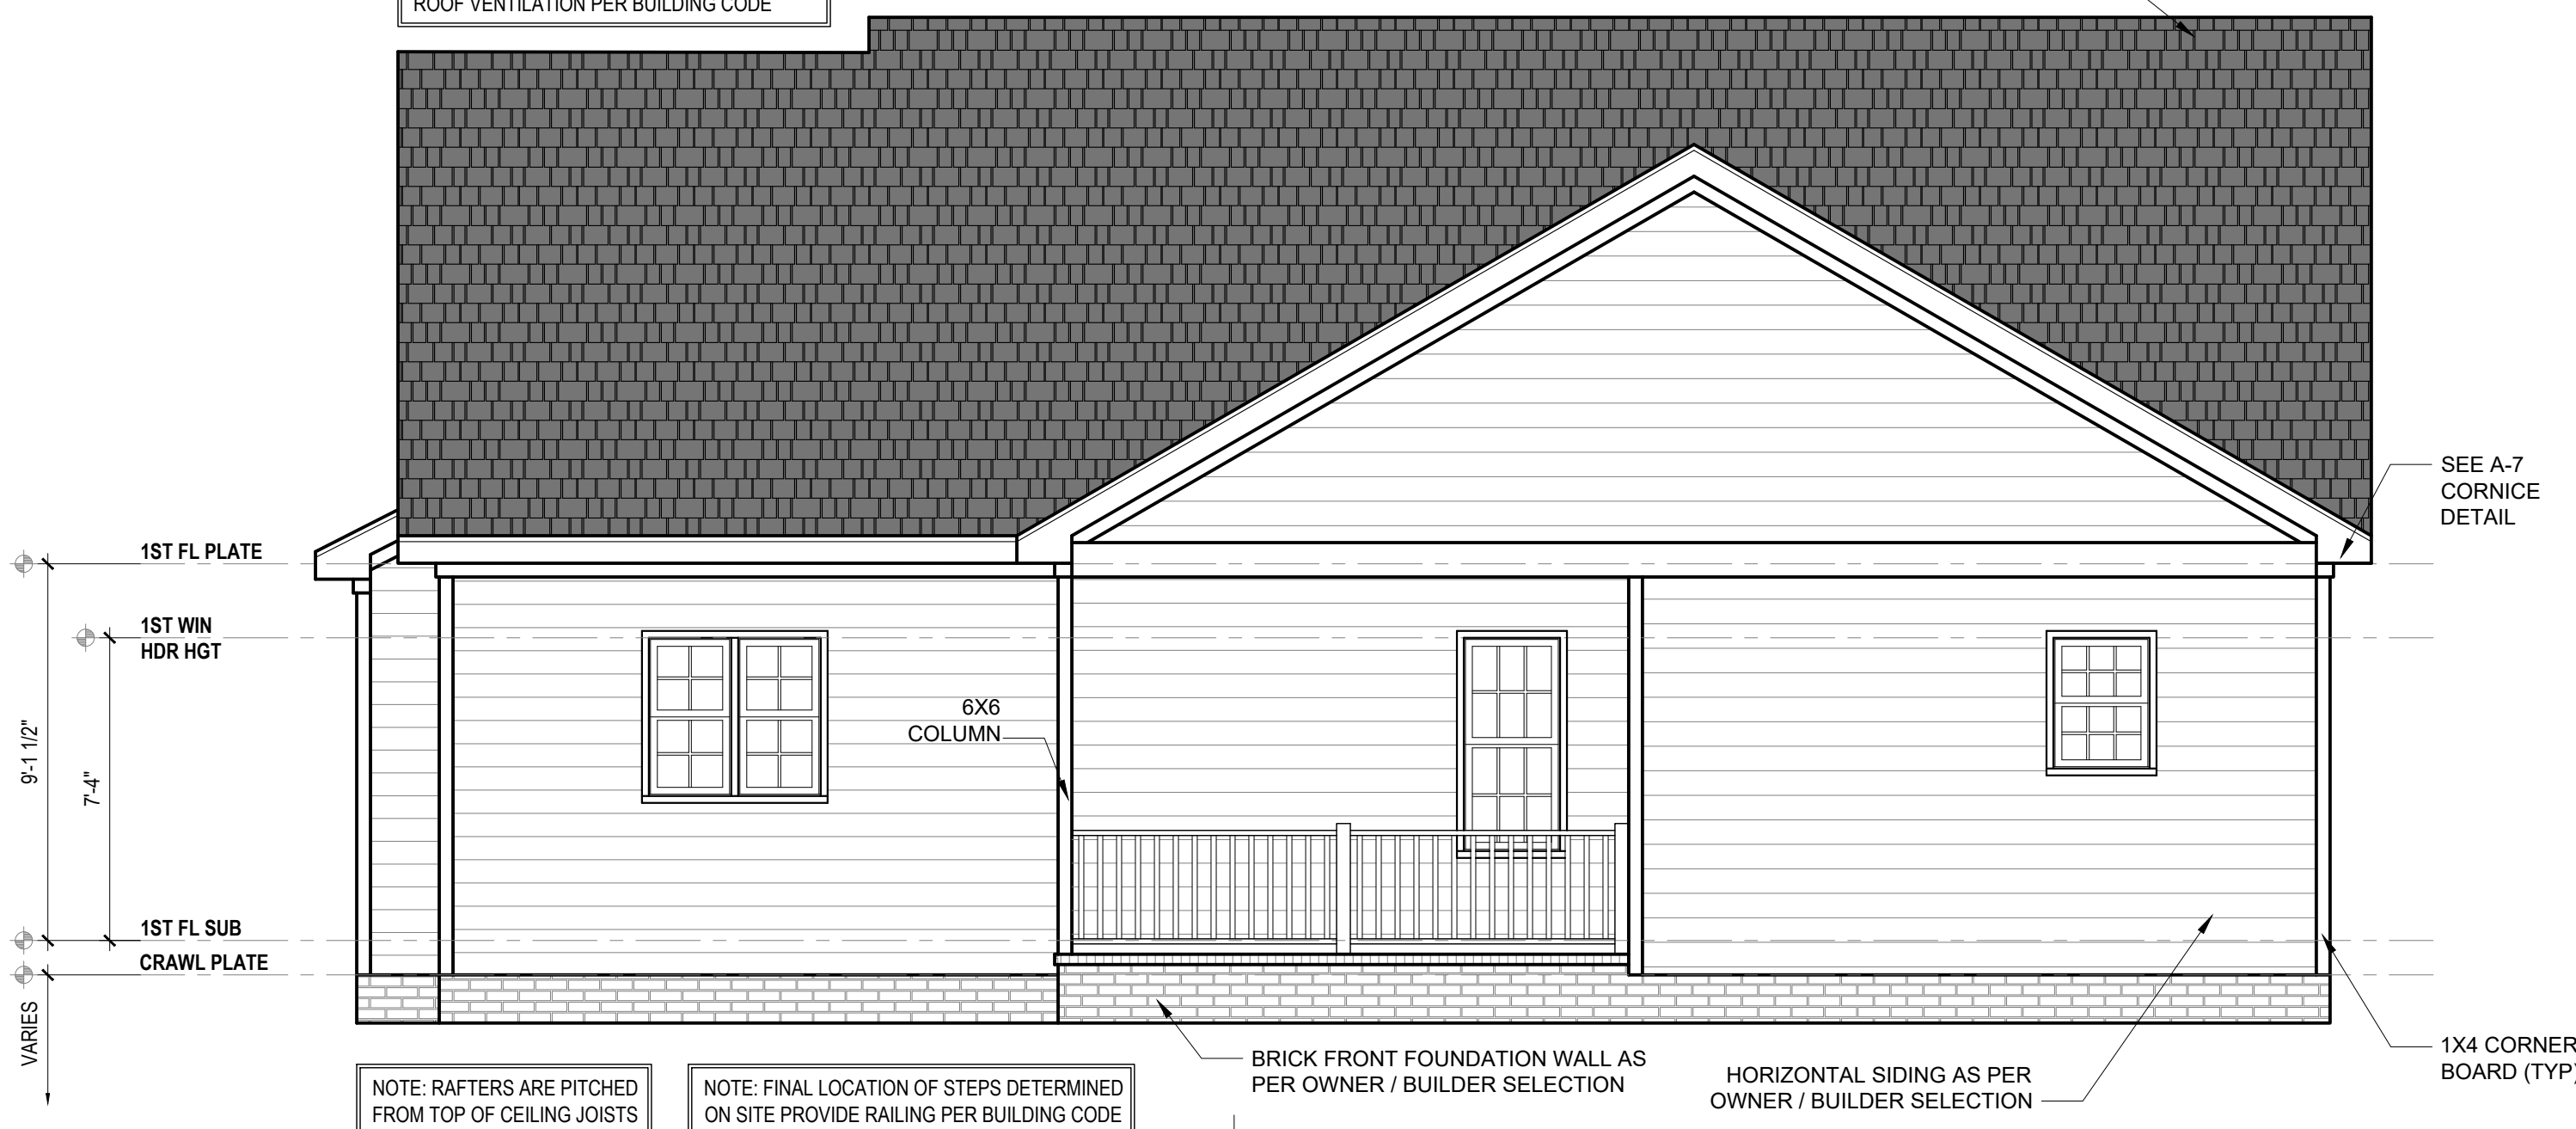 ROOF VENTILATION PER BUILDING CODE
SEE A-7
CORNICE
DETAIL
1ST FL PLATE
1ST WIN
HDR HGT
6X6
COLUMN
9'-1 1/2"
7'-4"
1ST FL SUB
CRAWL PLATE
VARIES
NOTE: RAFTERS ARE PITCHED
FROM TOP OF CEILING JOISTS
NOTE: FINAL LOCATION OF STEPS DETERMINED
ON SITE PROVIDE RAILING PER BUILDING CODE
BRICK FRONT FOUNDATION WALL AS
PER OWNER / BUILDER SELECTION
HORIZONTAL SIDING AS PER
OWNER / BUILDER SELECTION
1X4 CORNER
BOARD (TYP)